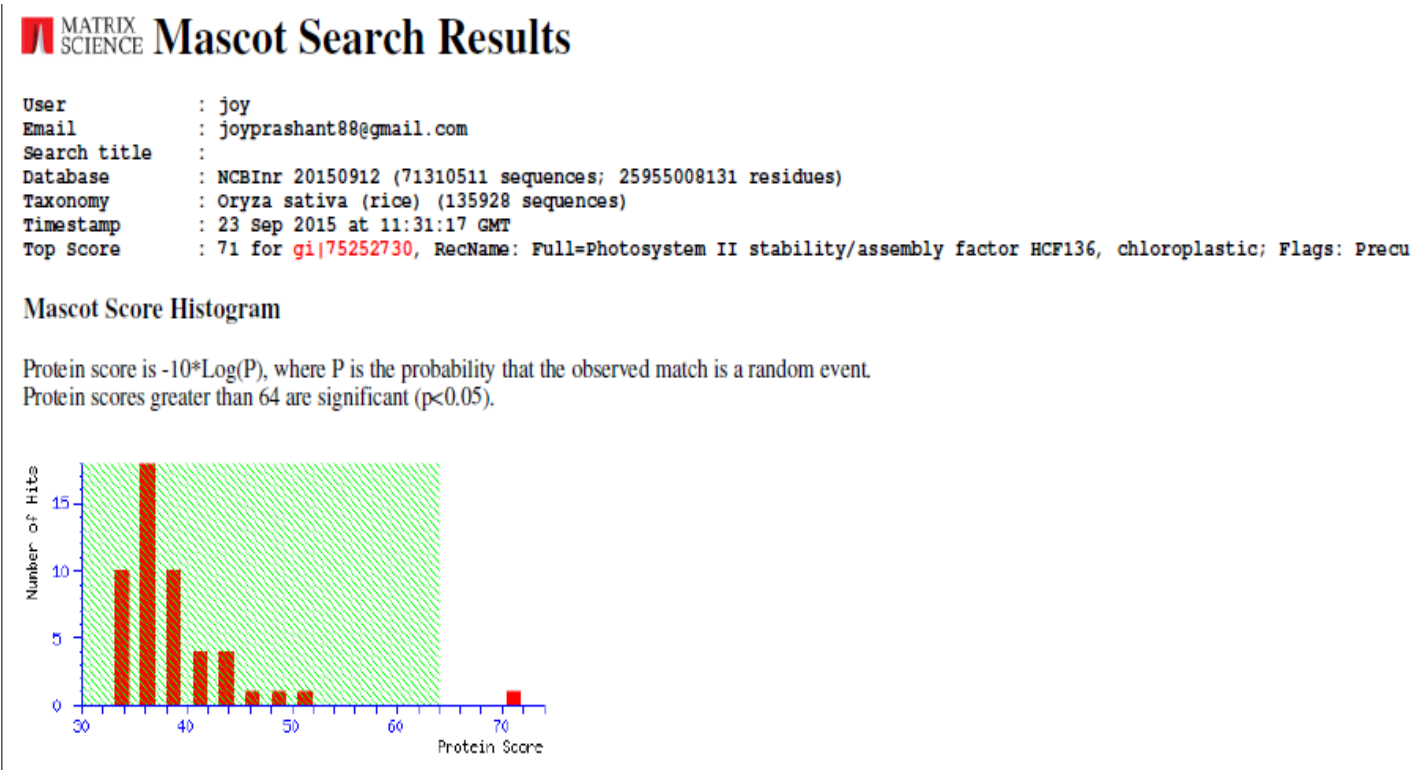 MATRIX
SCIENCE Mascot Search Results
User : joy
Email : joyprashant88@gmail.com
Search title :
Database : NCBInr 20150912 (71310511 sequences; 25955008131 residues)
Taxonomy : Oryza sativa (rice) (135928 sequences)
Timestamp : 23 Sep 2015 at 11:31:17 GMT
Top Score : 71 for gi|75252730, RecName: Full=Photosystem II stability/assembly factor HCF136, chloroplastic; Flags: Precu
Mascot Score Histogram
Protein score is -10*Log(P), where P is the probability that the observed match is a random event.
Protein scores greater than 64 are significant (p<0.05).
Number of Hits
15
10
5
0
30 40 50 60 70
Protein Score